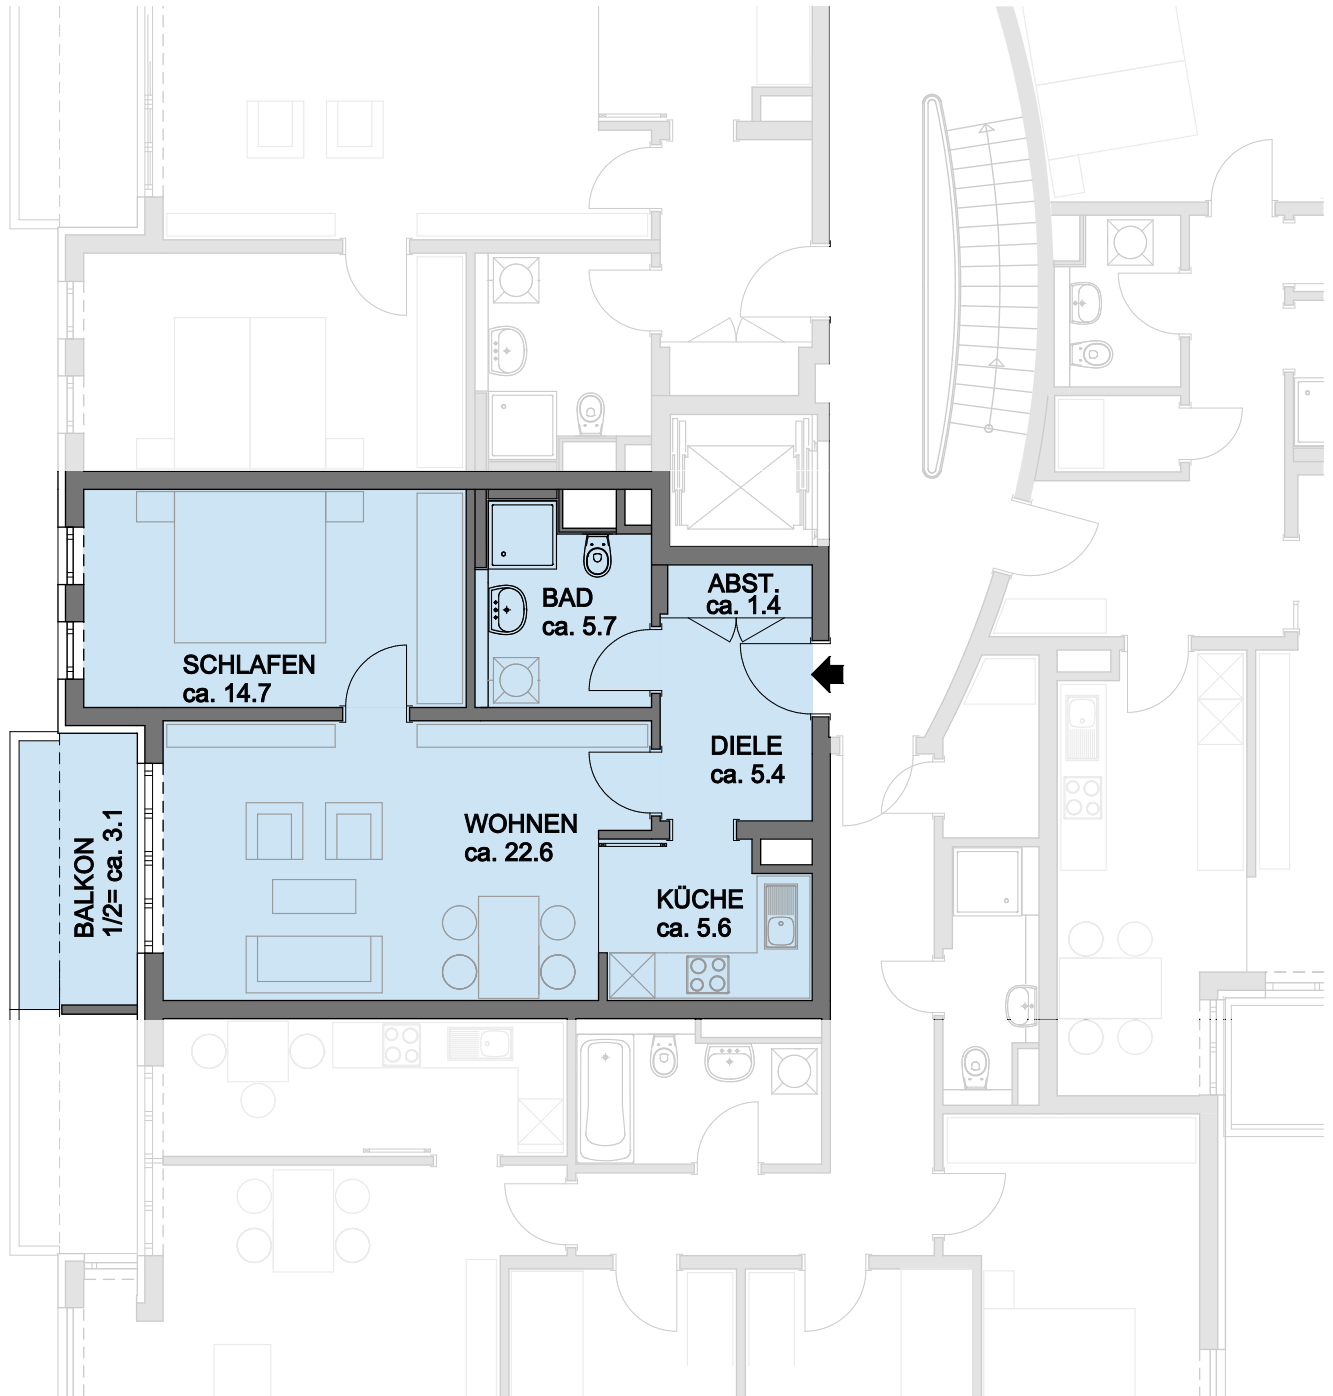 ABST.
ca. 1.4
BAD
ca. 5.7
SCHLAFEN
ca. 14.7
DIELE
ca. 5.4
WOHNEN
ca. 22.6
BALKON
1/2= ca. 3.1
KÜCHE
ca. 5.6